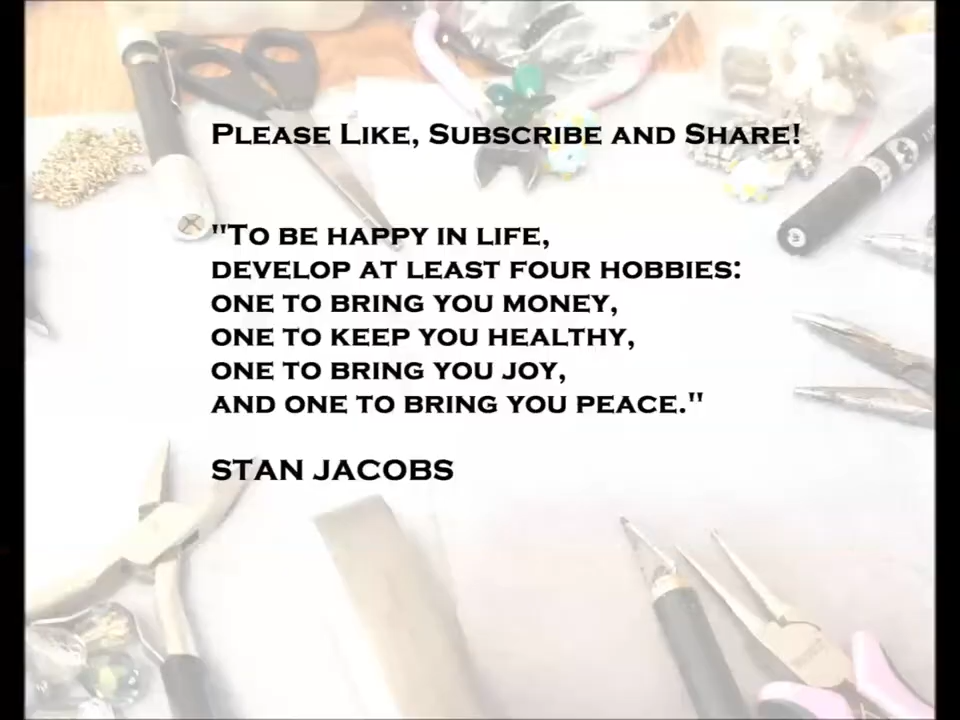 Please Like, Subscribe and Share!
"To be happy in life,
develop at least four hobbies:
one to bring you money,
one to keep you healthy,
one to bring you joy,
and one to bring you peace."
STAN JACOBS